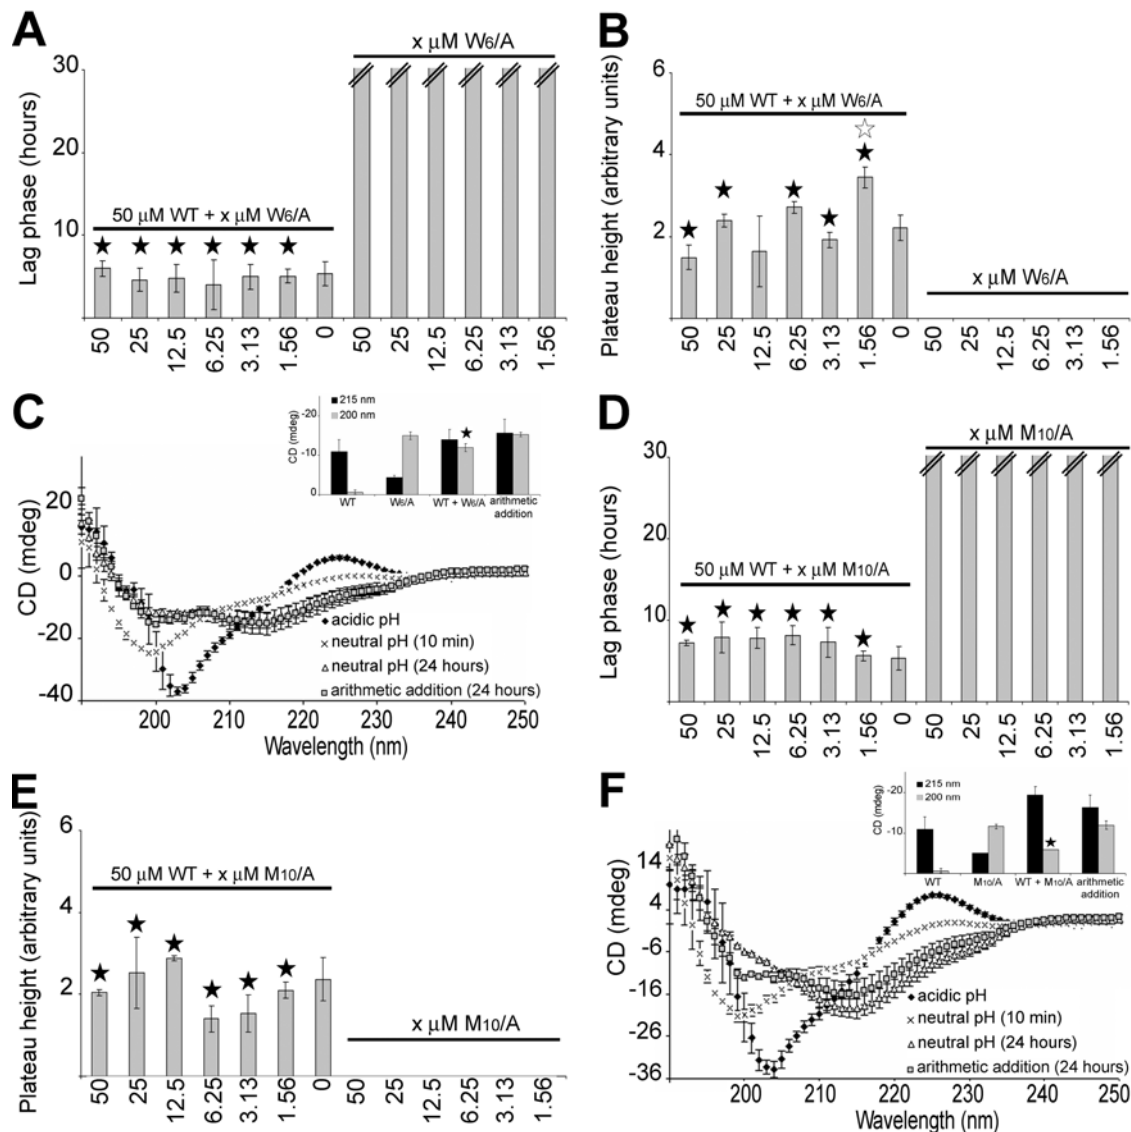 A
x µM W6/A
Lag phase (hours)
30
20
10
50 µM WT + x µM W6/A
50 25 12.5 6.25 3.13 1.56 0 50 25 12.5 6.25 3.13 1.56
B
Plateau height (arbitrary units)
6
4
2
50 µM WT + x µM W6/A
x µM W6/A
50 25 12.5 6.25 3.13 1.56 0 50 25 12.5 6.25 3.13 1.56
C
215 nm
200 nm
CD (mdeg)
-20
-10
0
WT W6/A WT + W6/A arithmetic addition
CD (mdeg)
20
0
-20
-40
acidic pH
neutral pH (10 min)
neutral pH (24 hours)
arithmetic addition (24 hours)
200 210 220 230 240 250
Wavelength (nm)
D
x µM M10/A
Lag phase (hours)
30
20
10
50 µM WT + x µM M10/A
50 25 12.5 6.25 3.13 1.56 0 50 25 12.5 6.25 3.13 1.56
E
Plateau height (arbitrary units)
6
4
2
50 µM WT + x µM M10/A
x µM M10/A
50 25 12.5 6.25 3.13 1.56 0 50 25 12.5 6.25 3.13 1.56
F
215 nm
200 nm
CD (mdeg)
-20
-10
WT M10/A WT + M10/A arithmetic addition
CD (mdeg)
14
4
-6
-16
-26
-36
acidic pH
neutral pH (10 min)
neutral pH (24 hours)
arithmetic addition (24 hours)
200 210 220 230 240 250
Wavelength (nm)